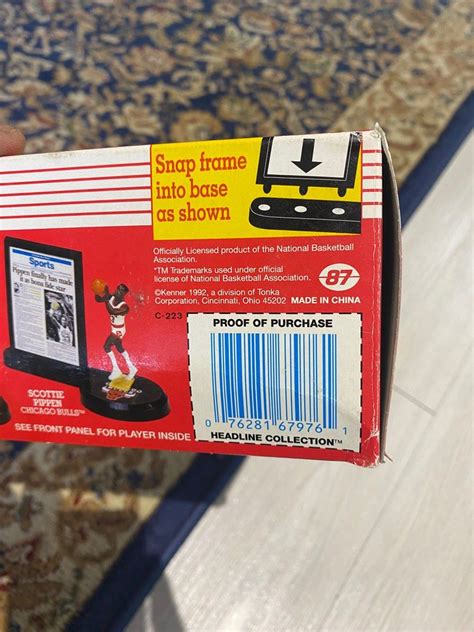 Snap frame
into base
as shown
Officially Licensed product of the National Basketball
Association.
"TM Trademarks used under official
license of National Basketball Association.
©Kenner 1992, a division of Tonka
Corporation, Cincinnati, Ohio 45202 MADE IN CHINA
87
C-223
PROOF OF PURCHASE
0 76281 67976 1
HEADLINE COLLECTION™
Sports
Pippen finally has made
it as bona fide star
SCOTTIE
PIPPEN
CHICAGO BULLS™
SEE FRONT PANEL FOR PLAYER INSIDE